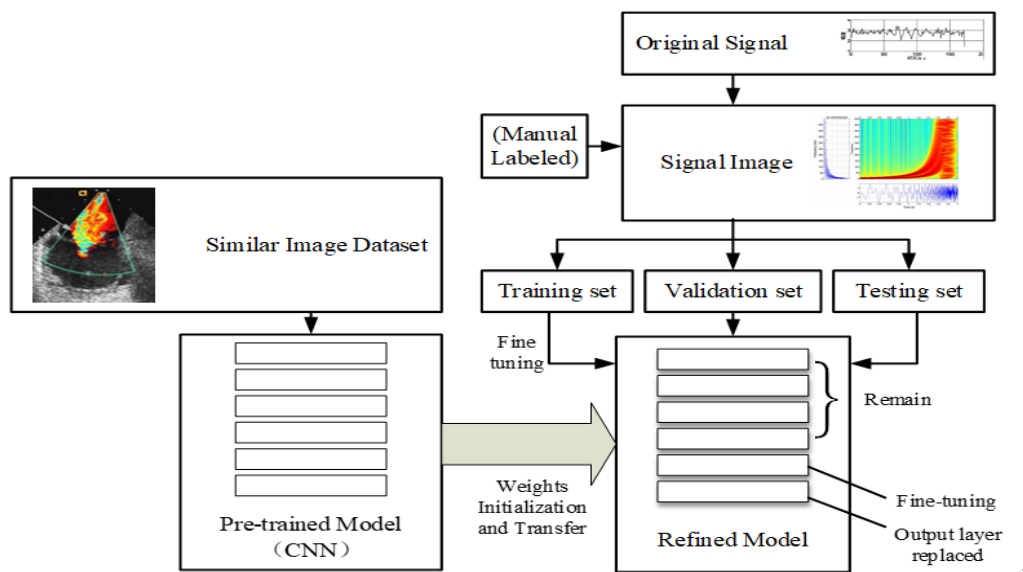 Original Signal
(Manual
Labeled)
Signal Image
Similar Image Dataset
Training set
Validation set
Testing set
Fine
tuning
Remain
Weights
Initialization
and Transfer
Fine-tuning
Pre-trained Model
（CNN）
Refined Model
Output layer
replaced